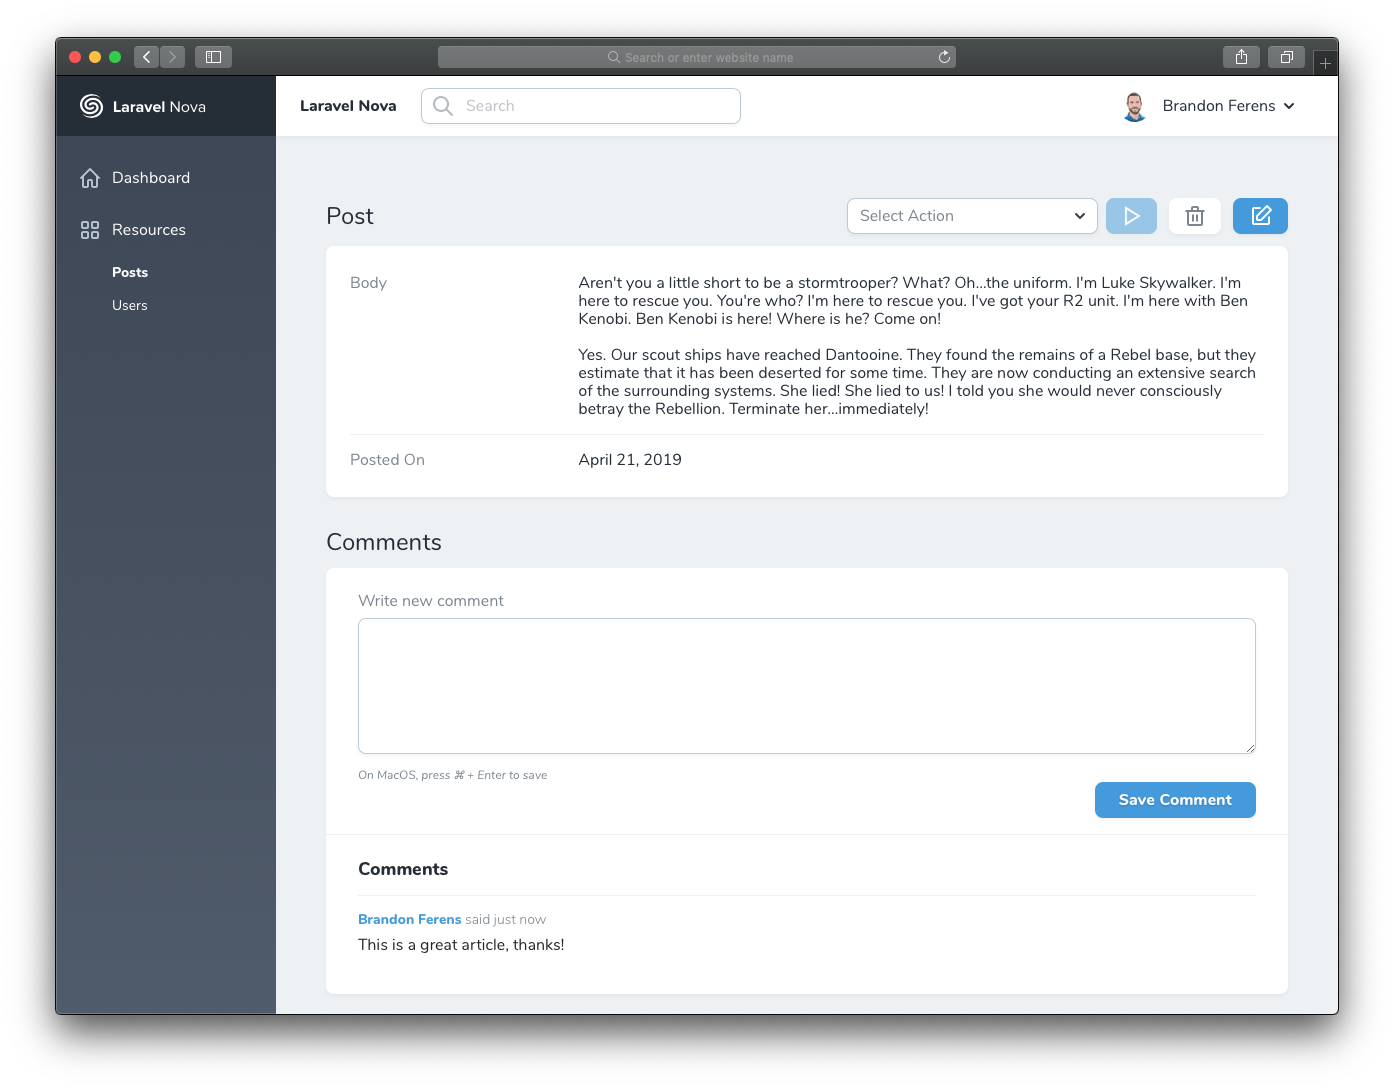 Search or enter website name
Laravel Nova
Laravel Nova
Search
Brandon Ferens
Dashboard
Resources
Posts
Users
Post
Select Action
Body
Aren't you a little short to be a stormtrooper? What? Oh...the uniform. I'm Luke Skywalker. I'm
here to rescue you. You're who? I'm here to rescue you. I've got your R2 unit. I'm here with Ben
Kenobi. Ben Kenobi is here! Where is he? Come on!
Yes. Our scout ships have reached Dantooine. They found the remains of a Rebel base, but they
estimate that it has been deserted for some time. They are now conducting an extensive search
of the surrounding systems. She lied! She lied to us! I told you she would never consciously
betray the Rebellion. Terminate her...immediately!
Posted On
April 21, 2019
Comments
Write new comment
On MacOS, press ⌘ + Enter to save
Save Comment
Comments
Brandon Ferens said just now
This is a great article, thanks!